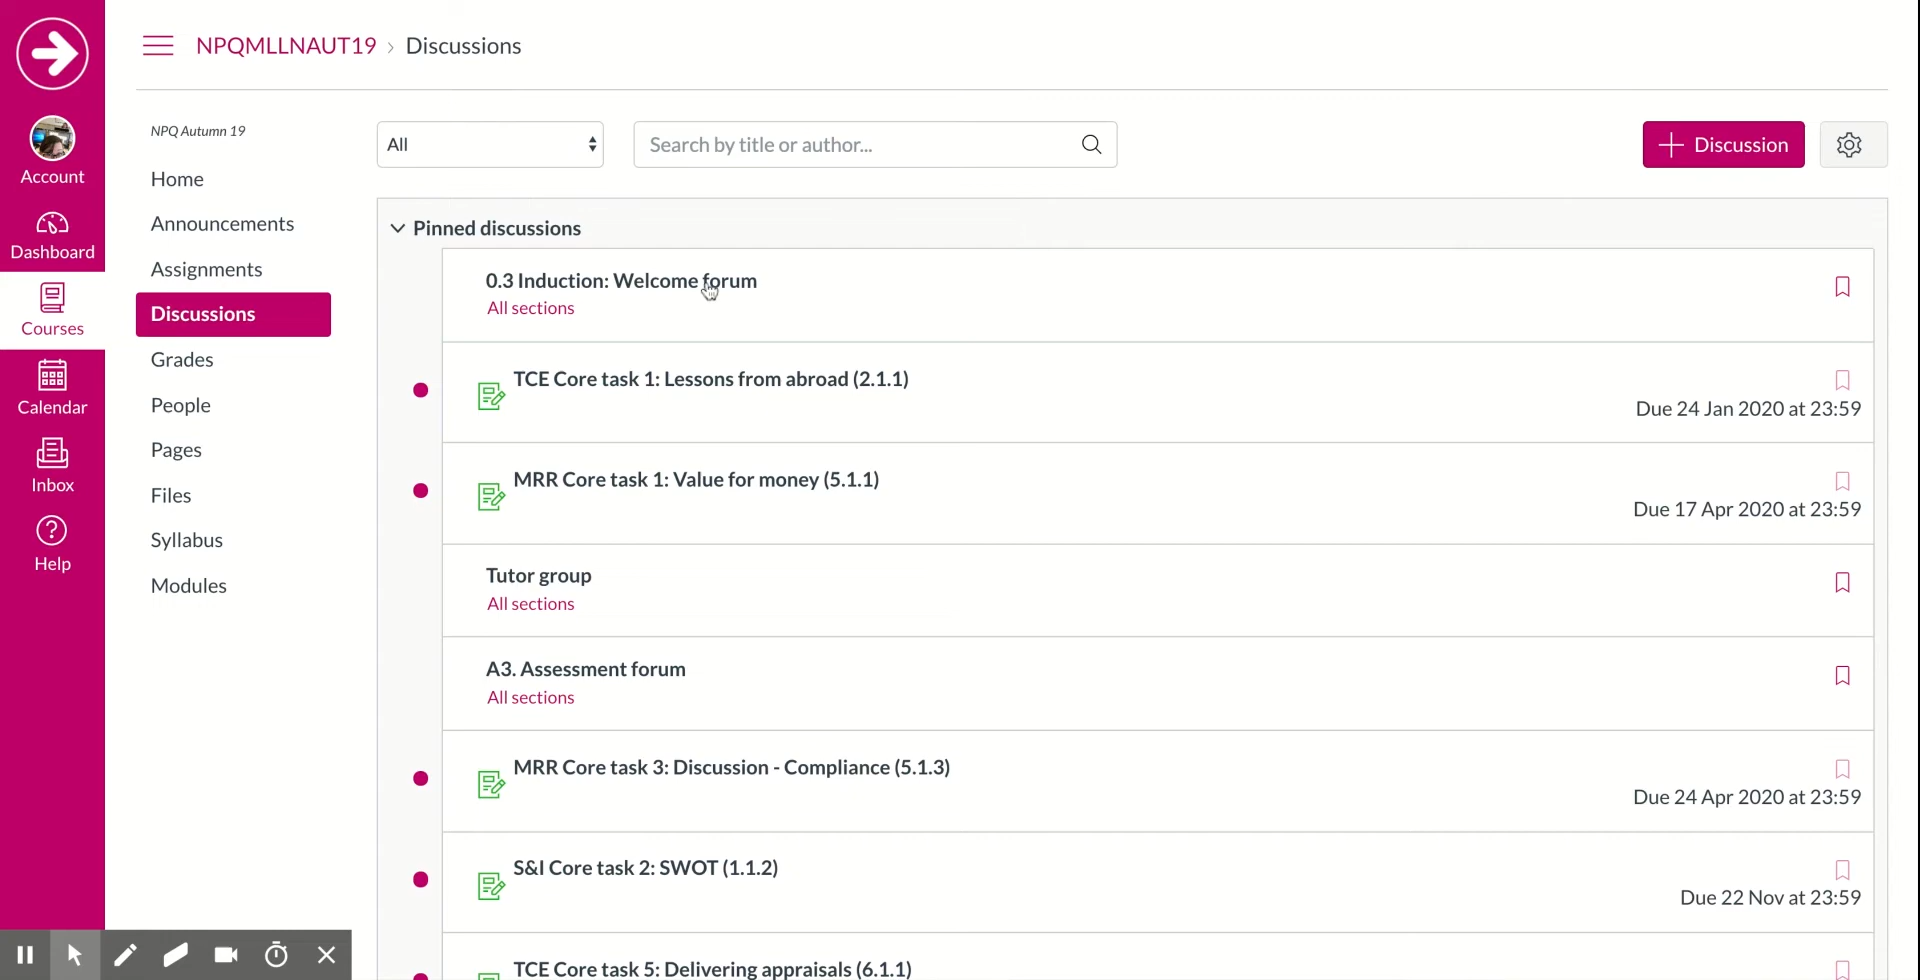 NPQMLLNAUT19 › Discussions
Account
Dashboard
Courses
Calendar
Inbox
Help
NPQ Autumn 19
Home
Announcements
Assignments
Discussions
Grades
People
Pages
Files
Syllabus
Modules
All
Search by title or author...
Discussion
Pinned discussions
0.3 Induction: Welcome forum
All sections
TCE Core task 1: Lessons from abroad (2.1.1)
Due 24 Jan 2020 at 23:59
MRR Core task 1: Value for money (5.1.1)
Due 17 Apr 2020 at 23:59
Tutor group
All sections
A3. Assessment forum
All sections
MRR Core task 3: Discussion - Compliance (5.1.3)
Due 24 Apr 2020 at 23:59
S&I Core task 2: SWOT (1.1.2)
Due 22 Nov at 23:59
TCE Core task 5: Delivering appraisals (6.1.1)